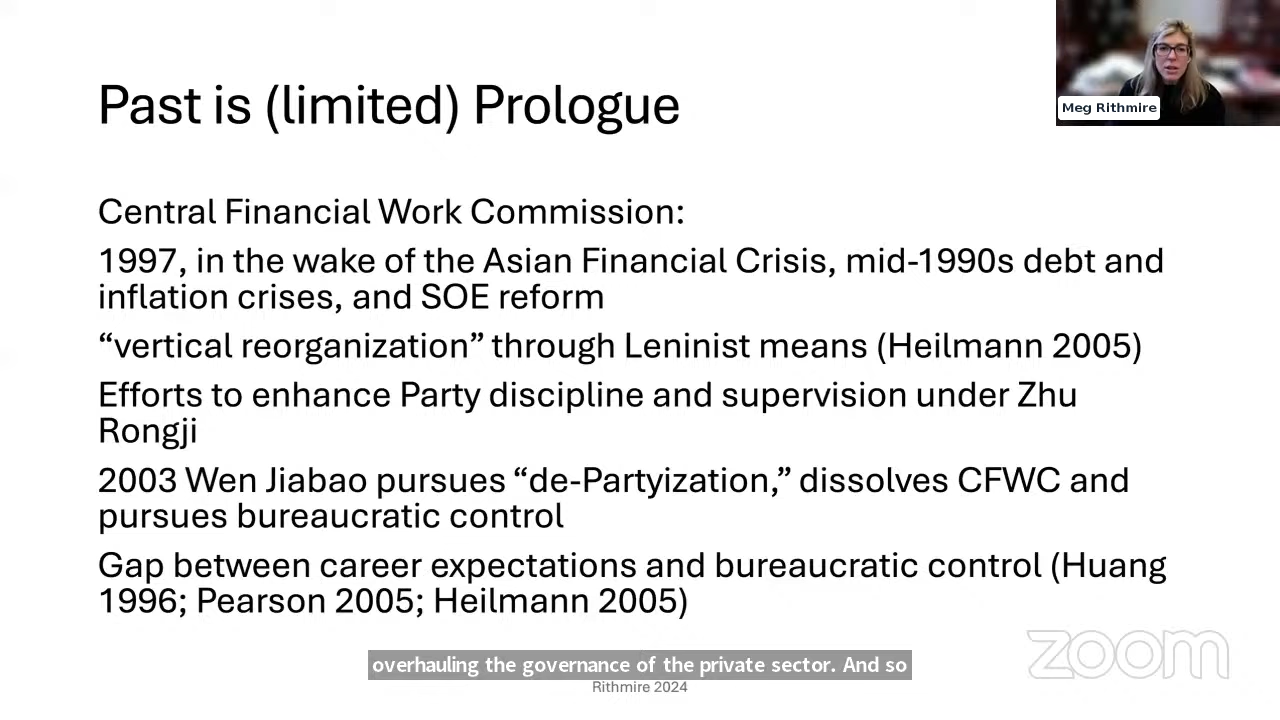 Past is (limited) Prologue
Meg Rithmire
Central Financial Work Commission:
1997, in the wake of the Asian Financial Crisis, mid-1990s debt and
inflation crises, and SOE reform
“vertical reorganization” through Leninist means (Heilmann 2005)
Efforts to enhance Party discipline and supervision under Zhu
Rongji
2003 Wen Jiabao pursues “de-Partyization,” dissolves CFWC and
pursues bureaucratic control
Gap between career expectations and bureaucratic control (Huang
1996; Pearson 2005; Heilmann 2005)
overhauling the governance of the private sector. And so
Rithmire 2024
zoom